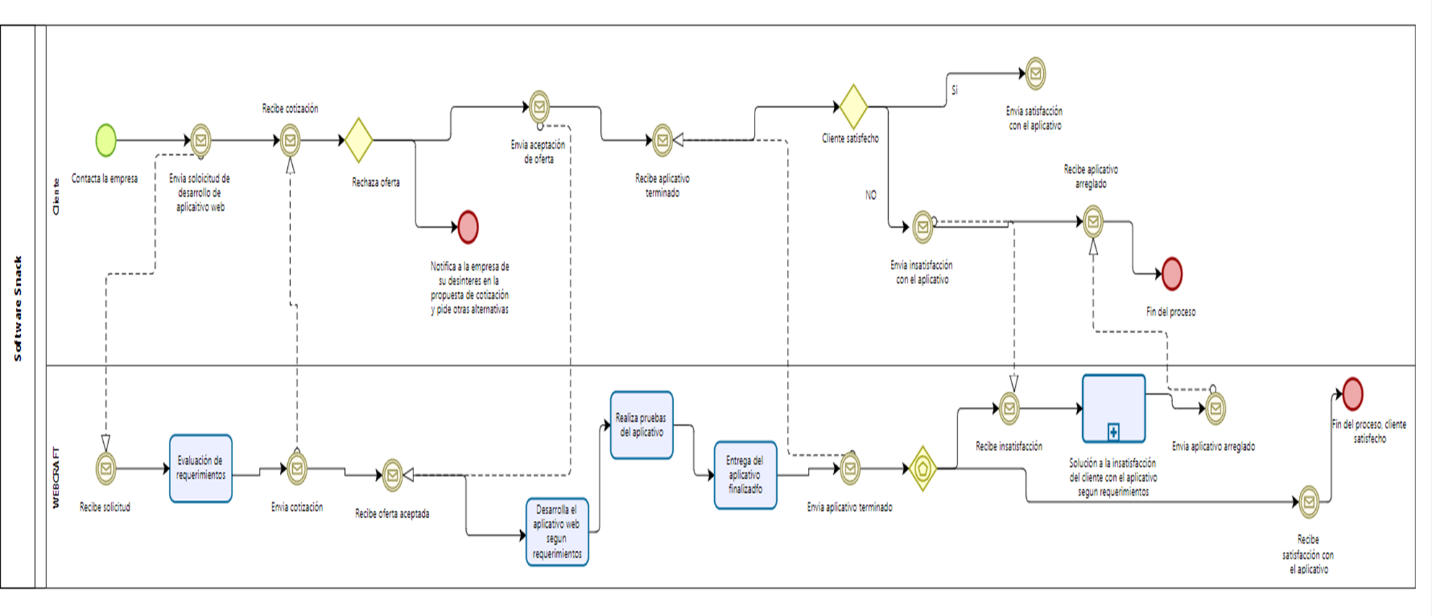 Software Snack
Cliente
Contacta la empresa
Envia soloicitud de
desarrollo de
aplicaitivo web
Recibe cotización
Rechaza oferta
Notifica a la empresa de
su desinteres en la
propuesta de cotización
y pide otras alternativas
Envia aceptación
de oferta
Recibe aplicativo
terminado
Cliente satisfecho
Si
Envia satisfacción
con el aplicativo
NO
Envia insatisfacción
con el aplicativo
Recibe aplicativo
arreglado
Fin del proceso
WEBCRAFT
Recibe solicitud
Evaluación de
requerimientos
Envia cotización
Recibe oferta aceptada
Desarrolla el
aplicativo web
segun
requerimientos
Realiza pruebas
del aplicativo
Entrega del
aplicativo
finalizadfo
Envia aplicativo terminado
Recibe insatisfacción
Solución a la insatisfacción
del cliente con el aplicativo
segun requerimientos
Envia aplicativo arreglado
Recibe
satisfacción con
el aplicativo
Fin del proceso, cliente
satisfecho